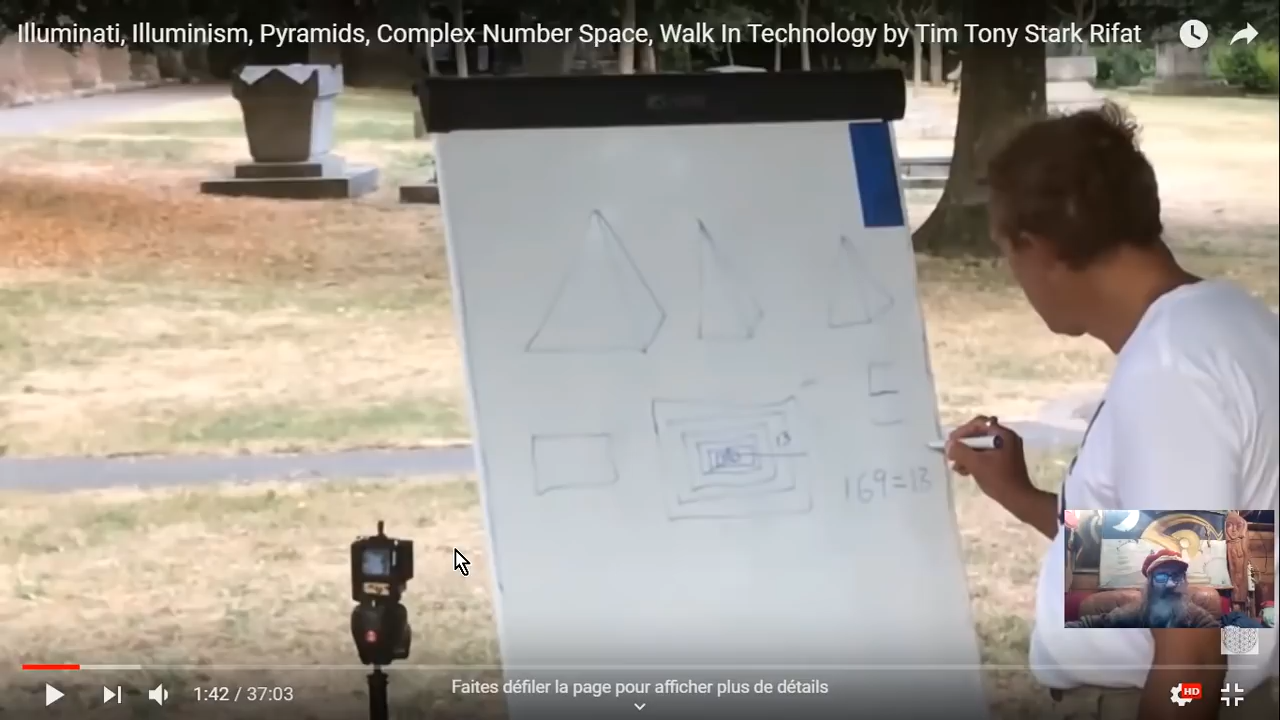 Illuminati, Illuminism, Pyramids, Complex Number Space, Walk In Technology by Tim Tony Stark Rifat
13
169=13
1:42 / 37:03
Faites défiler la page pour afficher plus de détails
HD